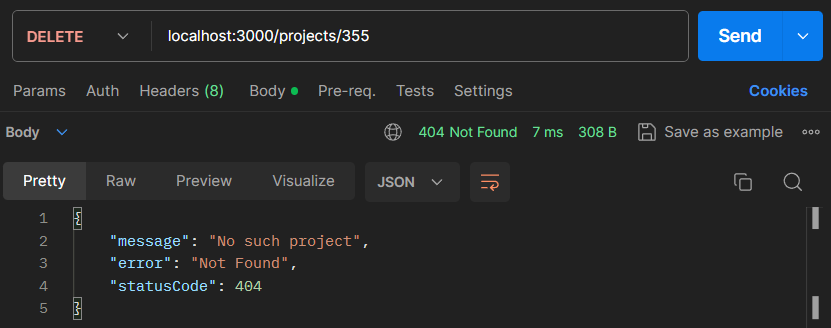 DELETE localhost:3000/projects/355 Send
Params Auth Headers (8) Body Pre-req. Tests Settings Cookies
Body 404 Not Found 7 ms 308 B Save as example
Pretty Raw Preview Visualize JSON
1 {
2 "message": "No such project",
3 "error": "Not Found",
4 "statusCode": 404
5 }